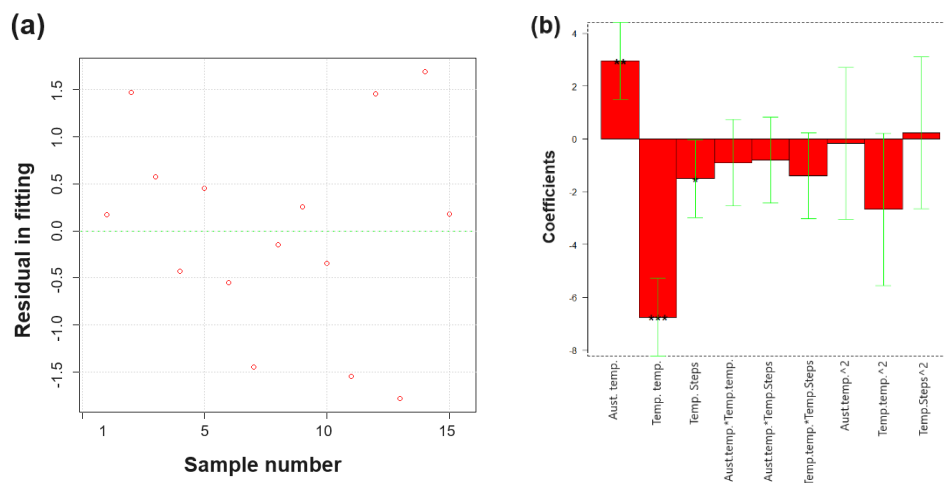 (a)
Residual in fitting
1.5
1.0
0.5
0.0
-0.5
-1.0
-1.5
1
5
10
15
Sample number
(b)
Coefficients
4
2
0
-2
-4
-6
-8
**
***
*
Aust. temp.
Temp. temp.
Temp. Steps
Aust.temp.*Temp.temp.
Aust.temp.*Temp.Steps
Temp.temp.*Temp.Steps
Aust.temp.^2
Temp.temp.^2
Temp.Steps^2